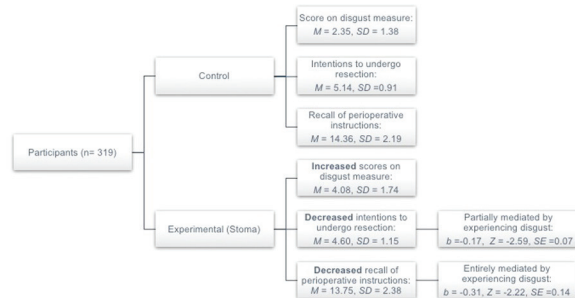 Score on disgust measure:
M = 2.35, SD = 1.38
Intentions to undergo
resection:
M = 5.14, SD =0.91
Control
Recall of perioperative
instructions:
M = 14.36, SD = 2.19
Participants (n= 319)
Increased scores on
disgust measure:
M = 4.08, SD = 1.74
Experimental (Stoma)
Decreased intentions to
undergo resection:
M = 4.60, SD = 1.15
Partially mediated by
experiencing disgust:
b=-0.17, Z = -2.59, SE=0.07
Decreased recall of
perioperative instructions:
M = 13.75, SD = 2.38
Entirely mediated by
experiencing disgust:
b = -0.31, Z = -2.22, SE=0.14